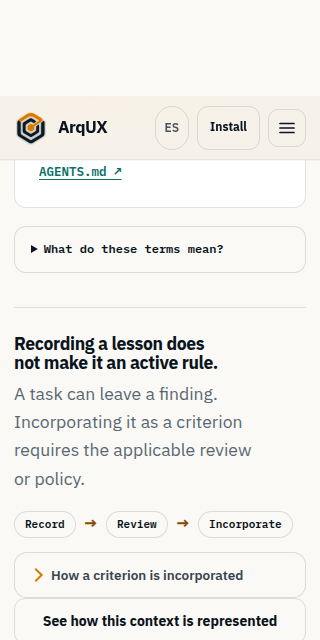 ArqUX
ES
Install
AGENTS.md ↗
What do these terms mean?
Recording a lesson does
not make it an active rule.
A task can leave a finding.
Incorporating it as a criterion
requires the applicable review
or policy.
Record → Review → Incorporate
How a criterion is incorporated
See how this context is represented